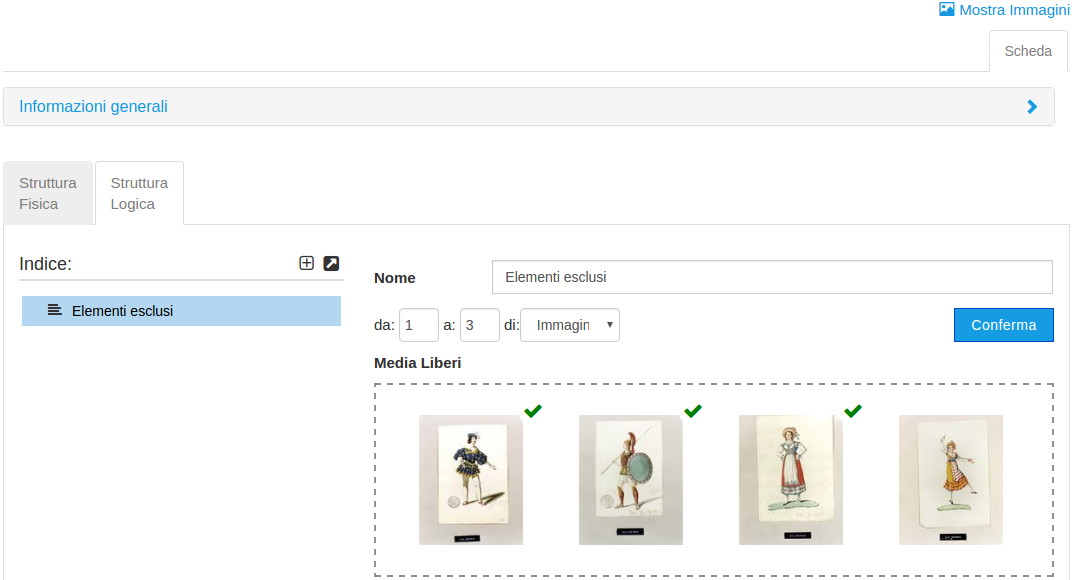 Mostra Immagini
Scheda
Informazioni generali
Struttura
Fisica
Struttura
Logica
Indice:
Elementi esclusi
Nome
Elementi esclusi
da: 1 a: 3 di: Immagin
Conferma
Media Liberi